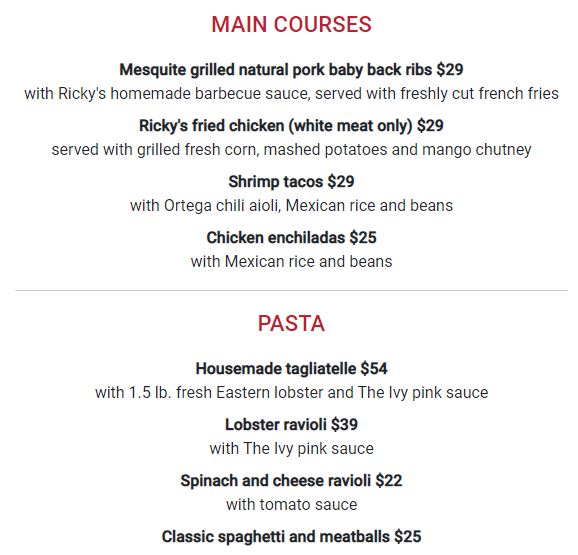 MAIN COURSES
Mesquite grilled natural pork baby back ribs $29
with Ricky's homemade barbecue sauce, served with freshly cut french fries
Ricky's fried chicken (white meat only) $29
served with grilled fresh corn, mashed potatoes and mango chutney
Shrimp tacos $29
with Ortega chili aioli, Mexican rice and beans
Chicken enchiladas $25
with Mexican rice and beans
PASTA
Housemade tagliatelle $54
with 1.5 lb. fresh Eastern lobster and The Ivy pink sauce
Lobster ravioli $39
with The Ivy pink sauce
Spinach and cheese ravioli $22
with tomato sauce
Classic spaghetti and meatballs $25